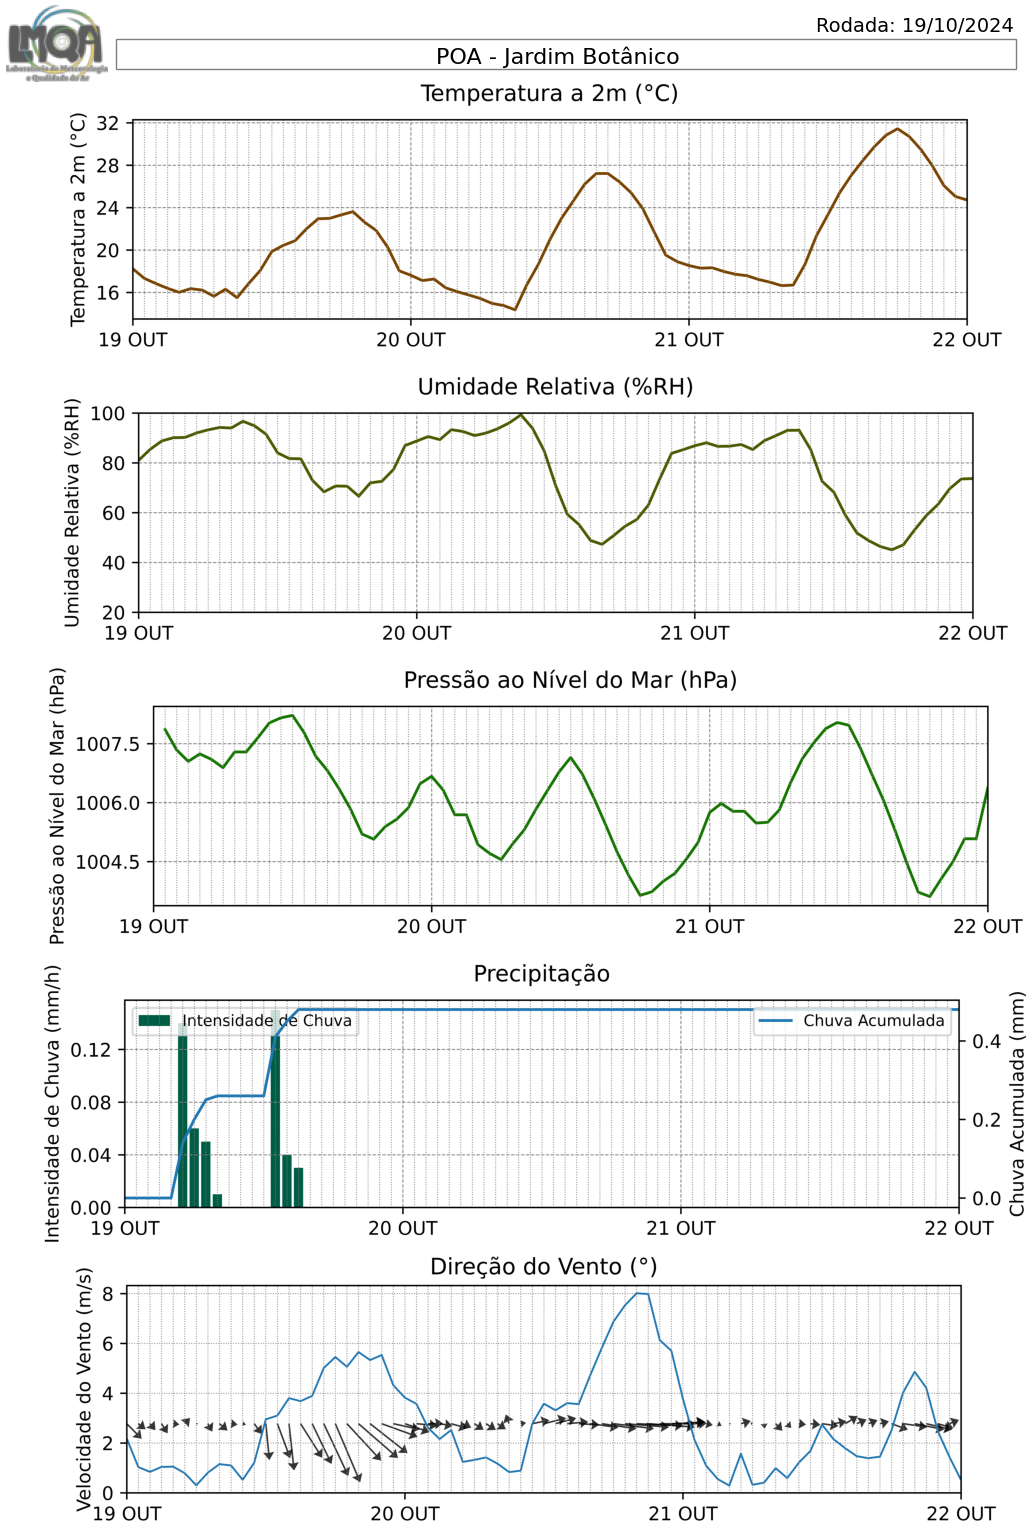 LMQA
Laboratório de Meteorologia
e Qualidade do Ar
Rodada: 19/10/2024
POA - Jardim Botânico
Temperatura a 2m (°C)
Temperatura a 2m (°C)
32
28
24
20
16
19 OUT 20 OUT 21 OUT 22 OUT
Umidade Relativa (%RH)
Umidade Relativa (%RH)
100
80
60
40
20
19 OUT 20 OUT 21 OUT 22 OUT
Pressão ao Nível do Mar (hPa)
Pressão ao Nível do Mar (hPa)
1007.5
1006.0
1004.5
19 OUT 20 OUT 21 OUT 22 OUT
Precipitação
Intensidade de Chuva (mm/h)
Intensidade de Chuva
Chuva Acumulada
0.12
0.08
0.04
0.00
0.4
0.2
0.0
Chuva Acumulada (mm)
19 OUT 20 OUT 21 OUT 22 OUT
Direção do Vento (°)
Velocidade do Vento (m/s)
8
6
4
2
0
19 OUT 20 OUT 21 OUT 22 OUT